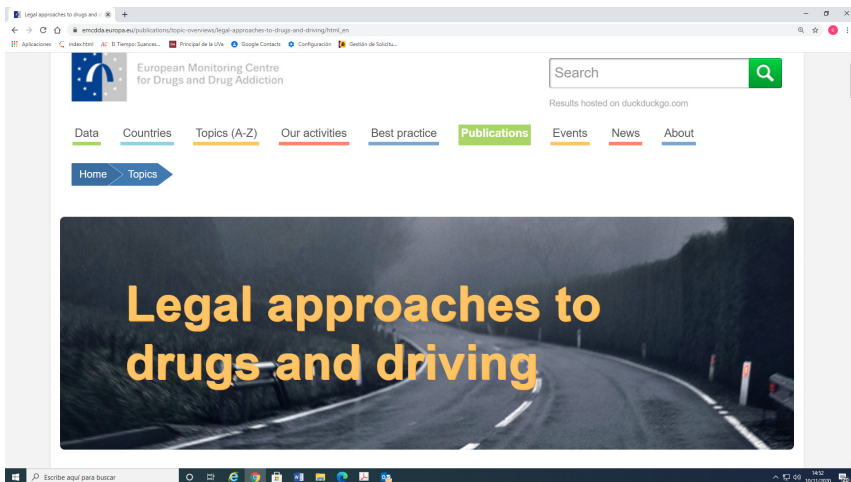 Legal approaches to drugs and d
emcdda.europa.eu/publications/topic-overviews/legal-approaches-to-drugs-and-driving/html_en
Aplicaciones index.html El Tiempo: Suances... Principal de la UVa Google Contacts Configuración Gestión de Solicitu...
European Monitoring Centre
for Drugs and Drug Addiction
Search
Results hosted on duckduckgo.com
Data Countries Topics (A-Z) Our activities Best practice Publications Events News About
Home Topics
Legal approaches to
drugs and driving
Escribe aquí para buscar
14:52
10/11/2020